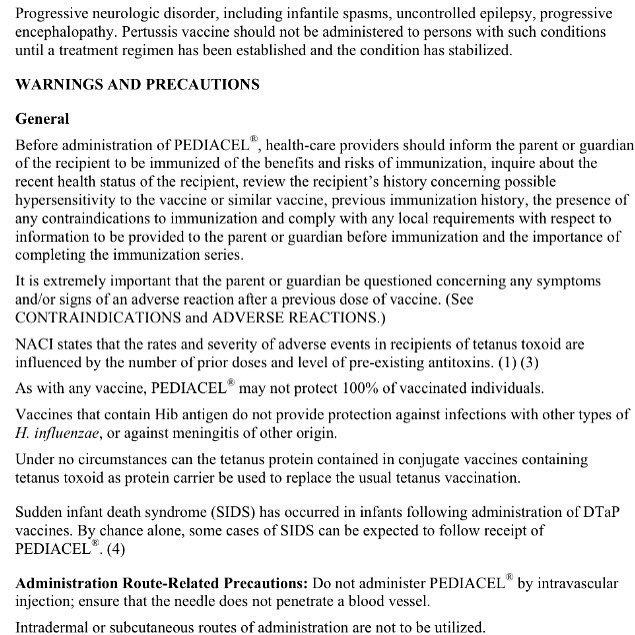 Progressive neurologic disorder, including infantile spasms, uncontrolled epilepsy, progressive
encephalopathy. Pertussis vaccine should not be administered to persons with such conditions
until a treatment regimen has been established and the condition has stabilized.
WARNINGS AND PRECAUTIONS
General
Before administration of PEDIACEL®, health-care providers should inform the parent or guardian
of the recipient to be immunized of the benefits and risks of immunization, inquire about the
recent health status of the recipient, review the recipient's history concerning possible
hypersensitivity to the vaccine or similar vaccine, previous immunization history, the presence of
any contraindications to immunization and comply with any local requirements with respect to
information to be provided to the parent or guardian before immunization and the importance of
completing the immunization series.
It is extremely important that the parent or guardian be questioned concerning any symptoms
and/or signs of an adverse reaction after a previous dose of vaccine. (See
CONTRAINDICATIONS and ADVERSE REACTIONS.)
NACI states that the rates and severity of adverse events in recipients of tetanus toxoid are
influenced by the number of prior doses and level of pre-existing antitoxins. (1) (3)
As with any vaccine, PEDIACEL® may not protect 100% of vaccinated individuals.
Vaccines that contain Hib antigen do not provide protection against infections with other types of
H. influenzae, or against meningitis of other origin.
Under no circumstances can the tetanus protein contained in conjugate vaccines containing
tetanus toxoid as protein carrier be used to replace the usual tetanus vaccination.
Sudden infant death syndrome (SIDS) has occurred in infants following administration of DTaP
vaccines. By chance alone, some cases of SIDS can be expected to follow receipt of
PEDIACEL®. (4)
Administration Route-Related Precautions: Do not administer PEDIACEL® by intravascular
injection; ensure that the needle does not penetrate a blood vessel.
Intradermal or subcutaneous routes of administration are not to be utilized.